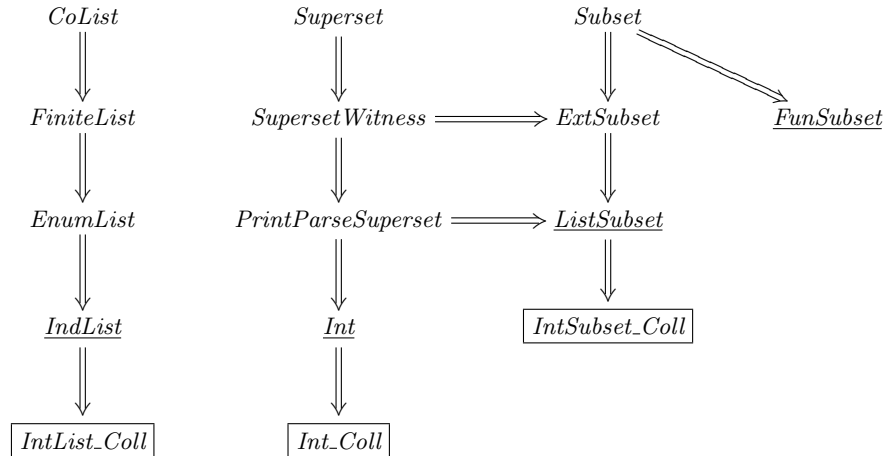 CoList Superset Subset
FiniteList SupersetWitness ExtSubset FunSubset
EnumList PrintParseSuperset ListSubset
IndList Int IntSubset_Coll
IntList_Coll Int_Coll